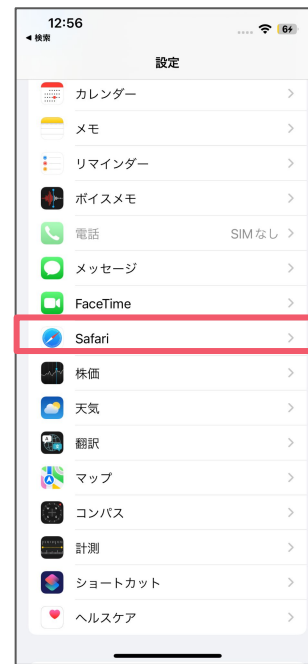 12:56
64
◀ 検索
設定
カレンダー
メモ
リマインダー
ボイスメモ
電話 SIMなし
メッセージ
FaceTime
Safari
株価
天気
翻訳
マップ
コンパス
計測
ショートカット
ヘルスケア